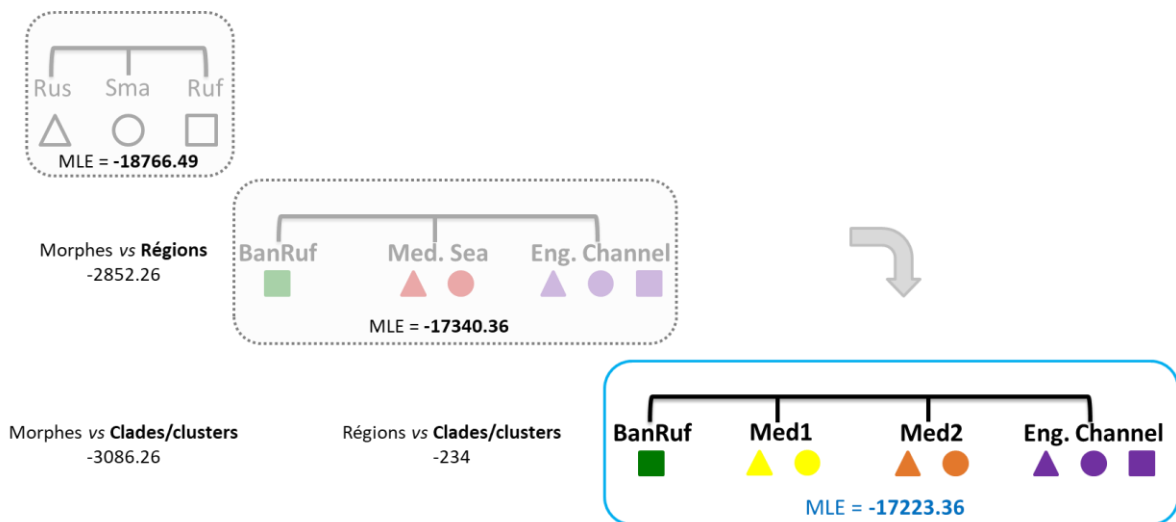 Rus Sma Ruf
MLE = -18766.49
Morphes vs Régions
-2852.26
BanRuf Med. Sea Eng. Channel
MLE = -17340.36
Morphes vs Clades/clusters
-3086.26
Régions vs Clades/clusters
-234
BanRuf Med1 Med2 Eng. Channel
MLE = -17223.36